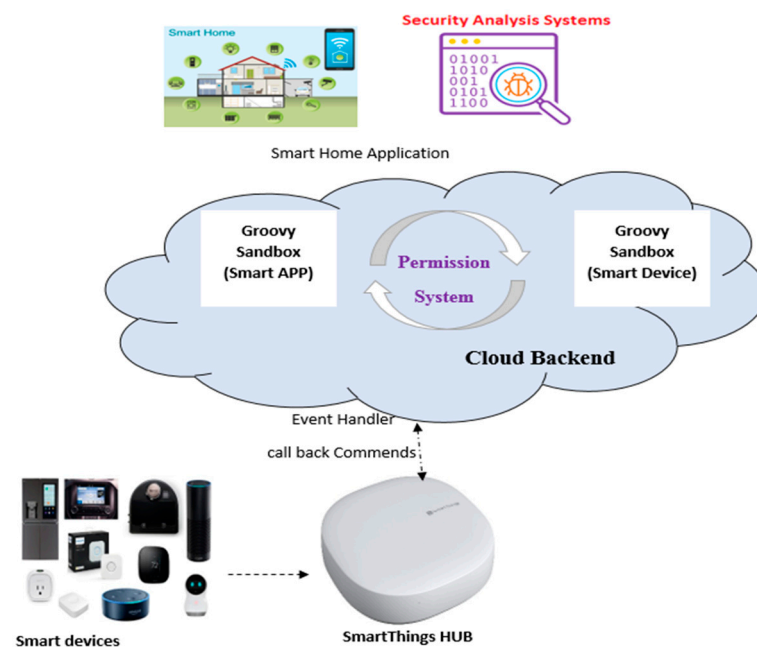 Security Analysis Systems
Smart Home
01001
1010
001
0101
1100
Smart Home Application
Groovy
Sandbox
(Smart APP)
Permission
System
Groovy
Sandbox
(Smart Device)
Cloud Backend
Event Handler
call back Commends
SmartThings
Smart devices
SmartThings HUB